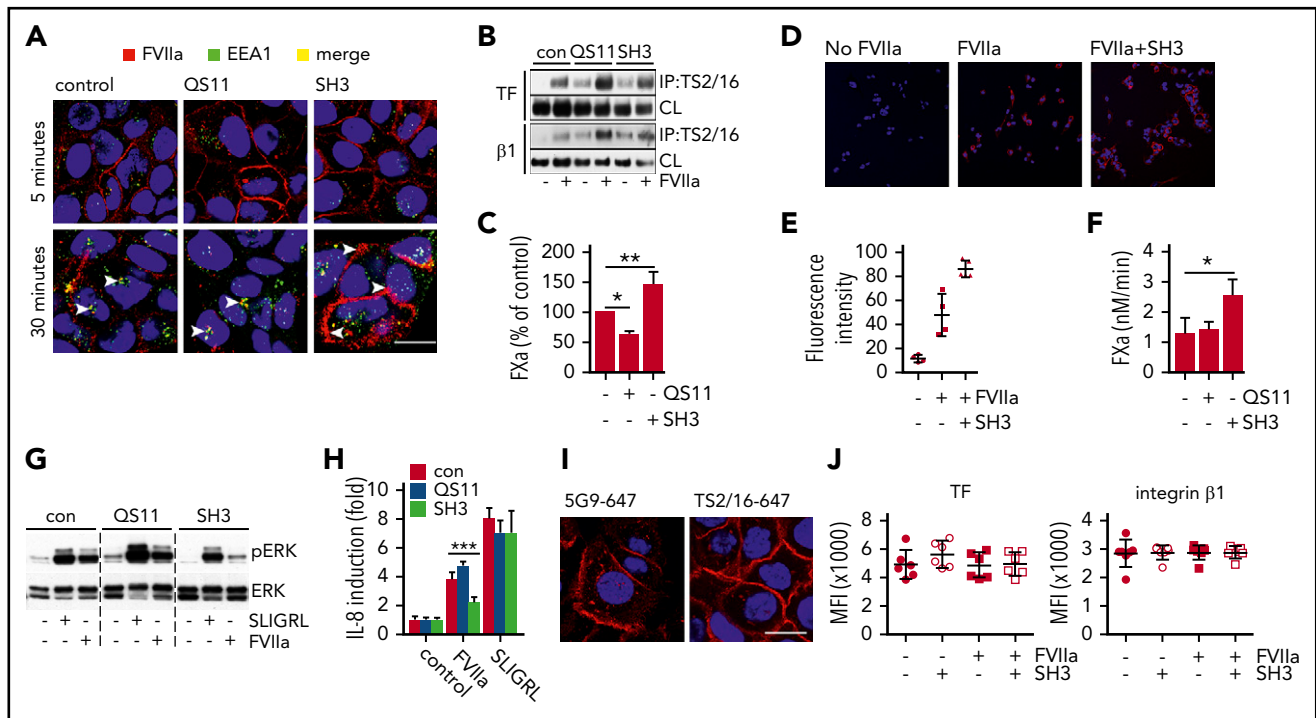 A
FVIIa EEA1 merge
control QS11 SH3
5 minutes
30 minutes
B
con QS11 SH3
TF
IP:TS2/16
CL
β1
IP:TS2/16
CL
- + - + - +
FVIIa
C
FXa (% of control)
200
150
100
50
0
**
*
- + - QS11
- - + SH3
D
No FVIIa FVIIa FVIIa+SH3
E
Fluorescence
intensity
100
80
60
40
20
0
- + + FVIIa
- - + SH3
F
FXa (nM/min)
4
3
2
1
0
*
- + - QS11
- - + SH3
G
con QS11 SH3
pERK
ERK
- + - - + - - + - SLIGRL
- - + - - + - - + FVIIa
H
con
QS11
SH3
IL-8 induction (fold)
10
8
6
4
2
0
***
control
FVIIa
SLIGRL
I
5G9-647 TS2/16-647
J
TF
MFI (x1000)
10
8
6
4
2
0
- - + + FVIIa
- + - + SH3
integrin β1
MFI (x1000)
4
3
2
1
0
- - + + FVIIa
- + - + SH3